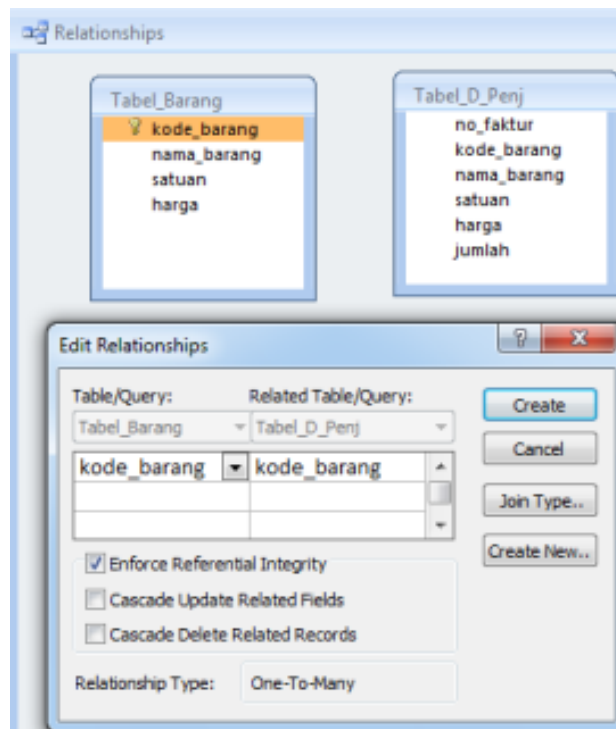 Relationships
Tabel_Barang
kode_barang
nama_barang
satuan
harga
Tabel_D_Penj
no_faktur
kode_barang
nama_barang
satuan
harga
jumlah
Edit Relationships
Table/Query: Related Table/Query:
Tabel_Barang Tabel_D_Penj
kode_barang kode_barang
Enforce Referential Integrity
Cascade Update Related Fields
Cascade Delete Related Records
Relationship Type: One-To-Many
Create
Cancel
Join Type..
Create New..